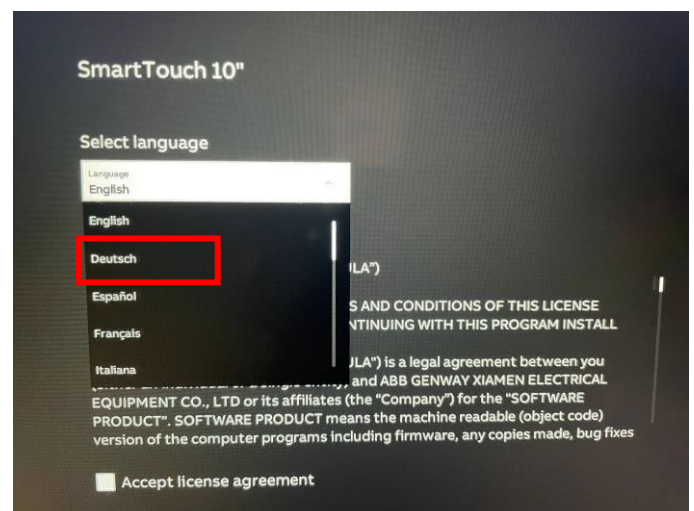 SmartTouch 10"
Select language
Language
English
English
Deutsch
Español
Français
Italiana
LA")
S AND CONDITIONS OF THIS LICENSE
NTINUING WITH THIS PROGRAM INSTALL
LA") is a legal agreement between you
and ABB GENWAY XIAMEN ELECTRICAL
EQUIPMENT CO., LTD or its affiliates (the "Company") for the "SOFTWARE
PRODUCT". SOFTWARE PRODUCT means the machine readable (object code)
version of the computer programs including firmware, any copies made, bug fixes
Accept license agreement